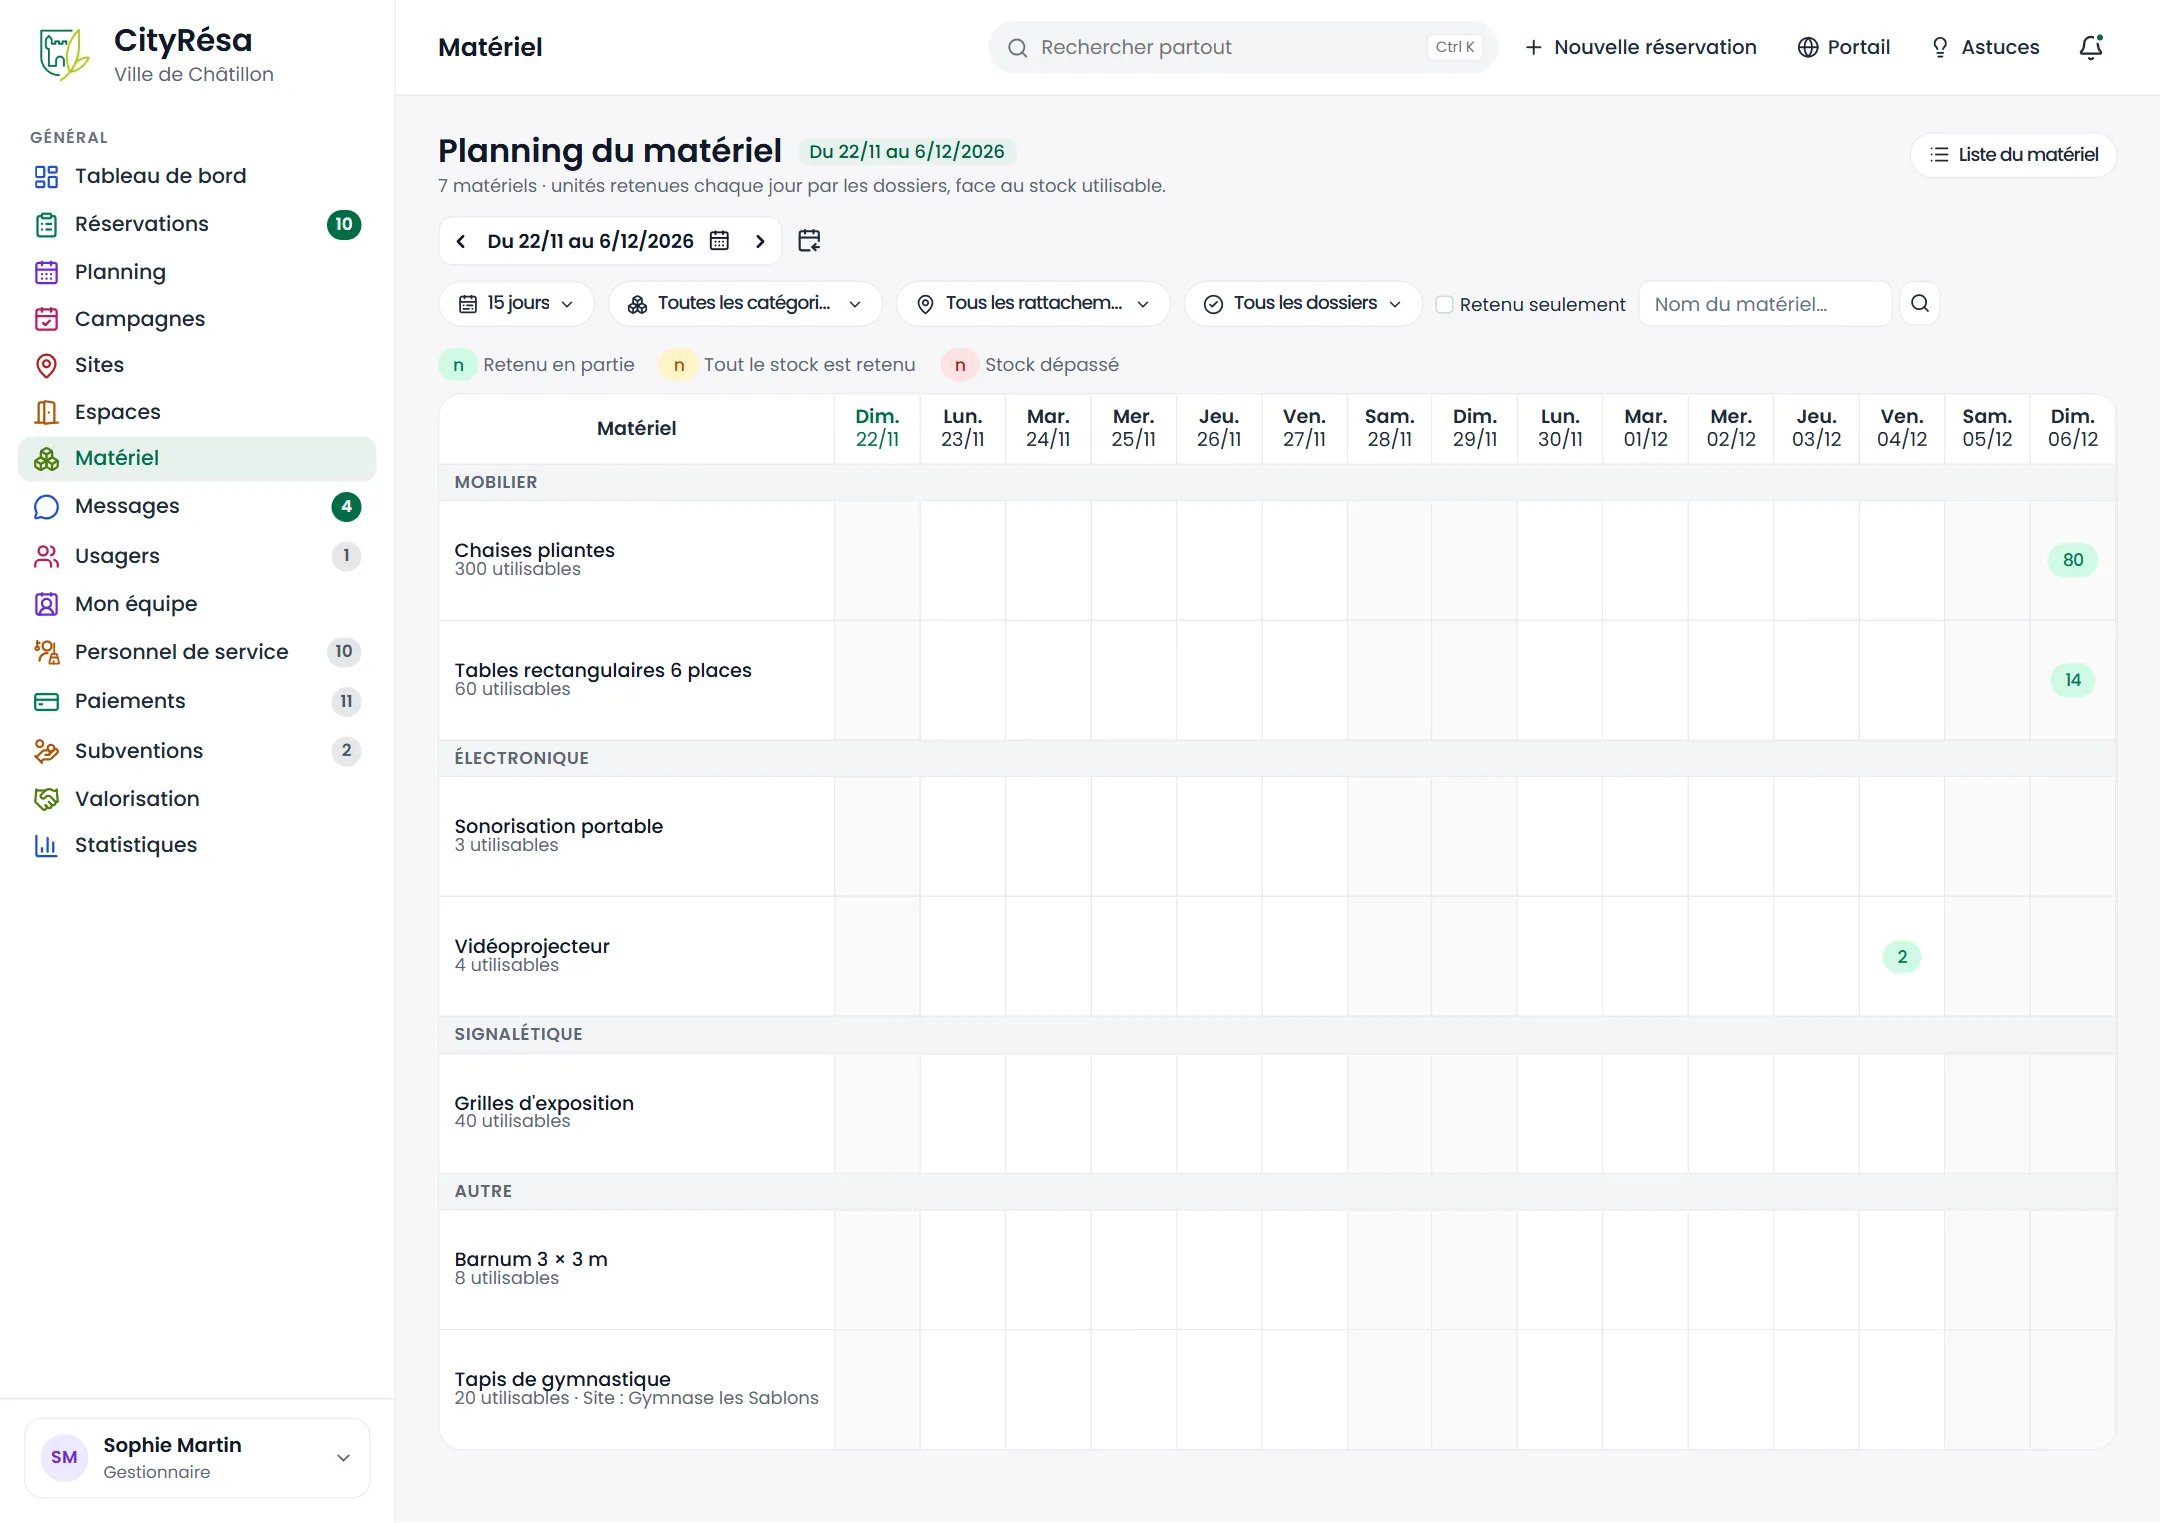 CityRésa
Ville de Châtillon
GÉNÉRAL
Tableau de bord
Réservations 10
Planning
Campagnes
Sites
Espaces
Matériel
Messages 4
Usagers 1
Mon équipe
Personnel de service 10
Paiements 11
Subventions 2
Valorisation
Statistiques
SM Sophie Martin
Gestionnaire
Matériel
Rechercher partout Ctrl K
Nouvelle réservation
Portail
Astuces
Planning du matériel Du 22/11 au 6/12/2026
7 matériels · unités retenues chaque jour par les dossiers, face au stock utilisable.
Liste du matériel
Du 22/11 au 6/12/2026
15 jours
Toutes les catégori...
Tous les rattachem...
Tous les dossiers
Retenu seulement
Nom du matériel...
n Retenu en partie n Tout le stock est retenu n Stock dépassé
Matériel Dim. Lun. Mar. Mer. Jeu. Ven. Sam. Dim. Lun. Mar. Mer. Jeu. Ven. Sam. Dim.
22/11 23/11 24/11 25/11 26/11 27/11 28/11 29/11 30/11 01/12 02/12 03/12 04/12 05/12 06/12
MOBILIER
Chaises pliantes
300 utilisables
80
Tables rectangulaires 6 places
60 utilisables
14
ÉLECTRONIQUE
Sonorisation portable
3 utilisables
Vidéoprojecteur
4 utilisables
2
SIGNALÉTIQUE
Grilles d'exposition
40 utilisables
AUTRE
Barnum 3 × 3 m
8 utilisables
Tapis de gymnastique
20 utilisables · Site : Gymnase les Sablons